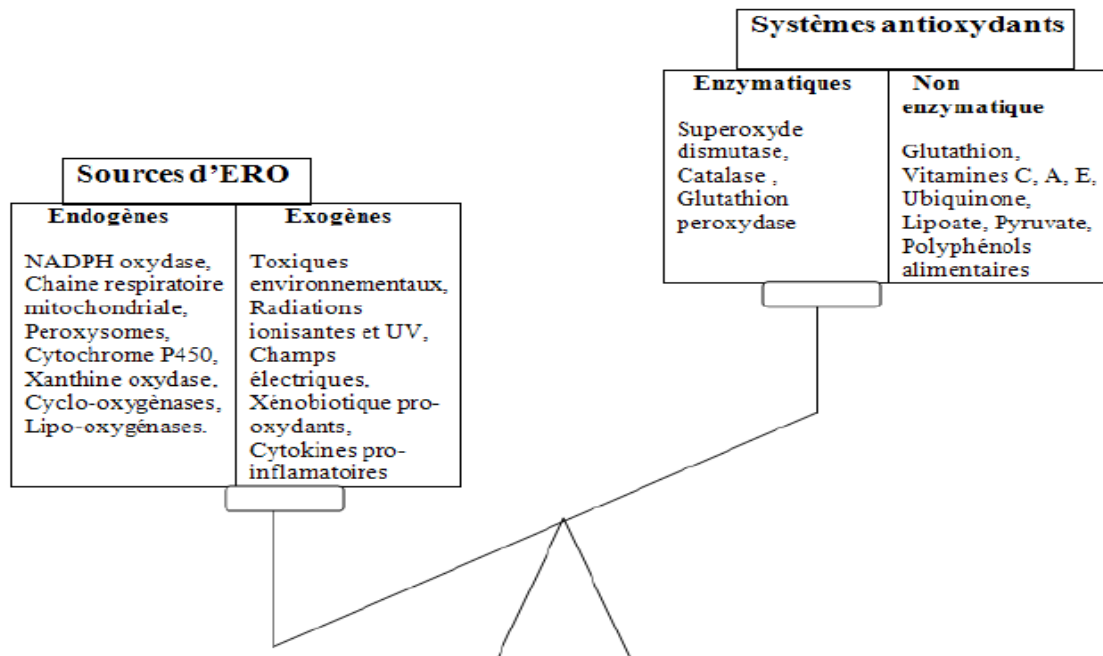 Systèmes antioxydants
Enzymatiques
Superoxyde
dismutase,
Catalase ,
Glutathion
peroxydase
Non
enzymatique
Glutathion,
Vitamines C, A, E,
Ubiquinone,
Lipoate, Pyruvate,
Polyphénols
alimentaires
Sources d’ERO
Endogènes
NADPH oxydase,
Chaine respiratoire
mitochondriale,
Peroxysomes,
Cytochrome P450,
Xanthine oxydase,
Cyclo-oxygènases,
Lipo-oxygénases.
Exogènes
Toxiques
environnementaux,
Radiations
ionisantes et UV,
Champs
électriques,
Xénobiotique pro-
oxydants,
Cytokines pro-
inflamatoires